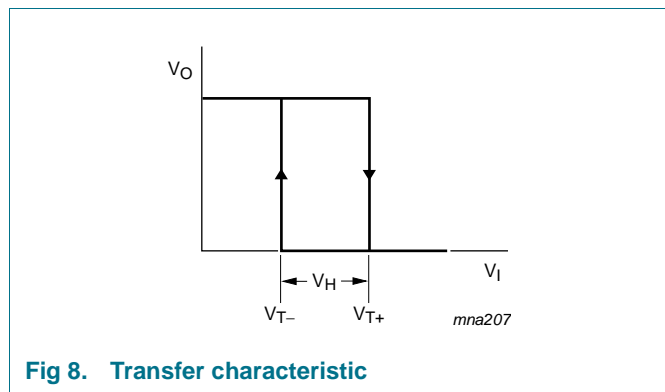 VO
VH
VI
VT−
VT+
mna207
Fig 8. Transfer characteristic